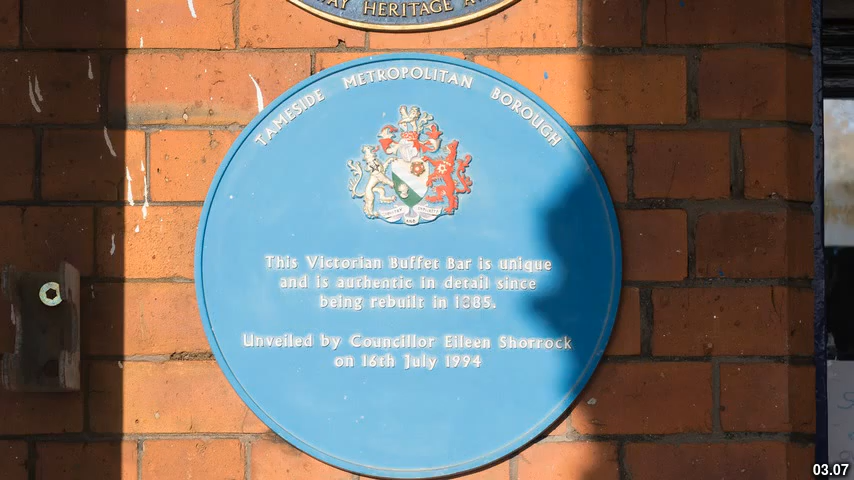 WAY HERITAGE A
TAMESIDE METROPOLITAN BOROUGH
This Victorian Buffet Bar is unique
and is authentic in detail since
being rebuilt in 1885.
Unveiled by Councillor Eileen Shorrock
on 16th July 1994
03.07